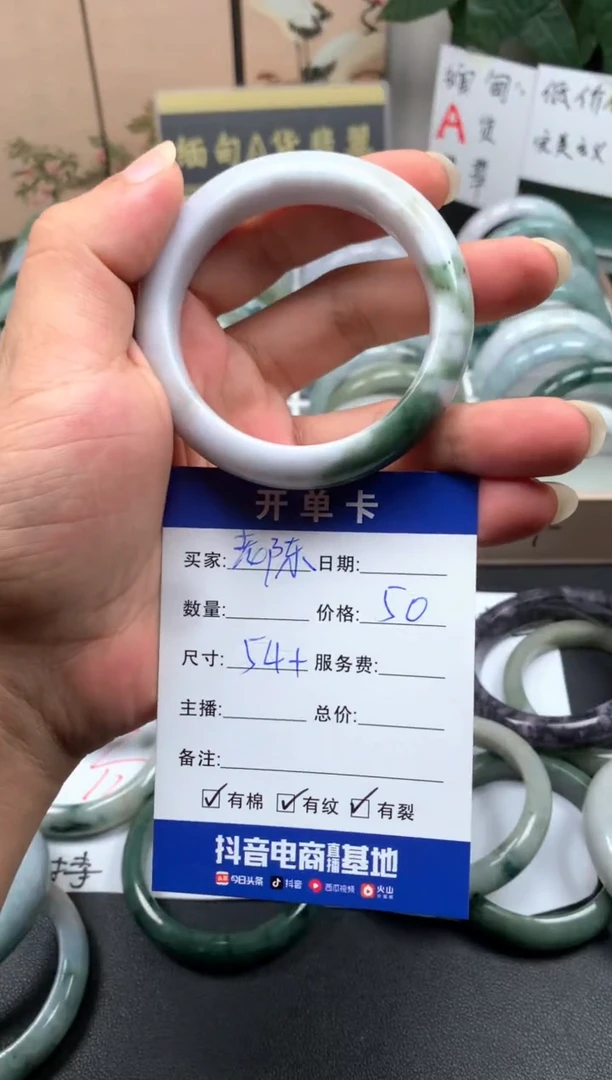 缅甸A货翡翠
缅甸
A货
低价
开单卡
买家:老陈 日期:
数量: 价格:50
尺寸:54+ 服务费:
主播: 总价:
备注:
有棉 有纹 有裂
抖音电商直播基地
今日头条 抖音 西瓜视频 火山